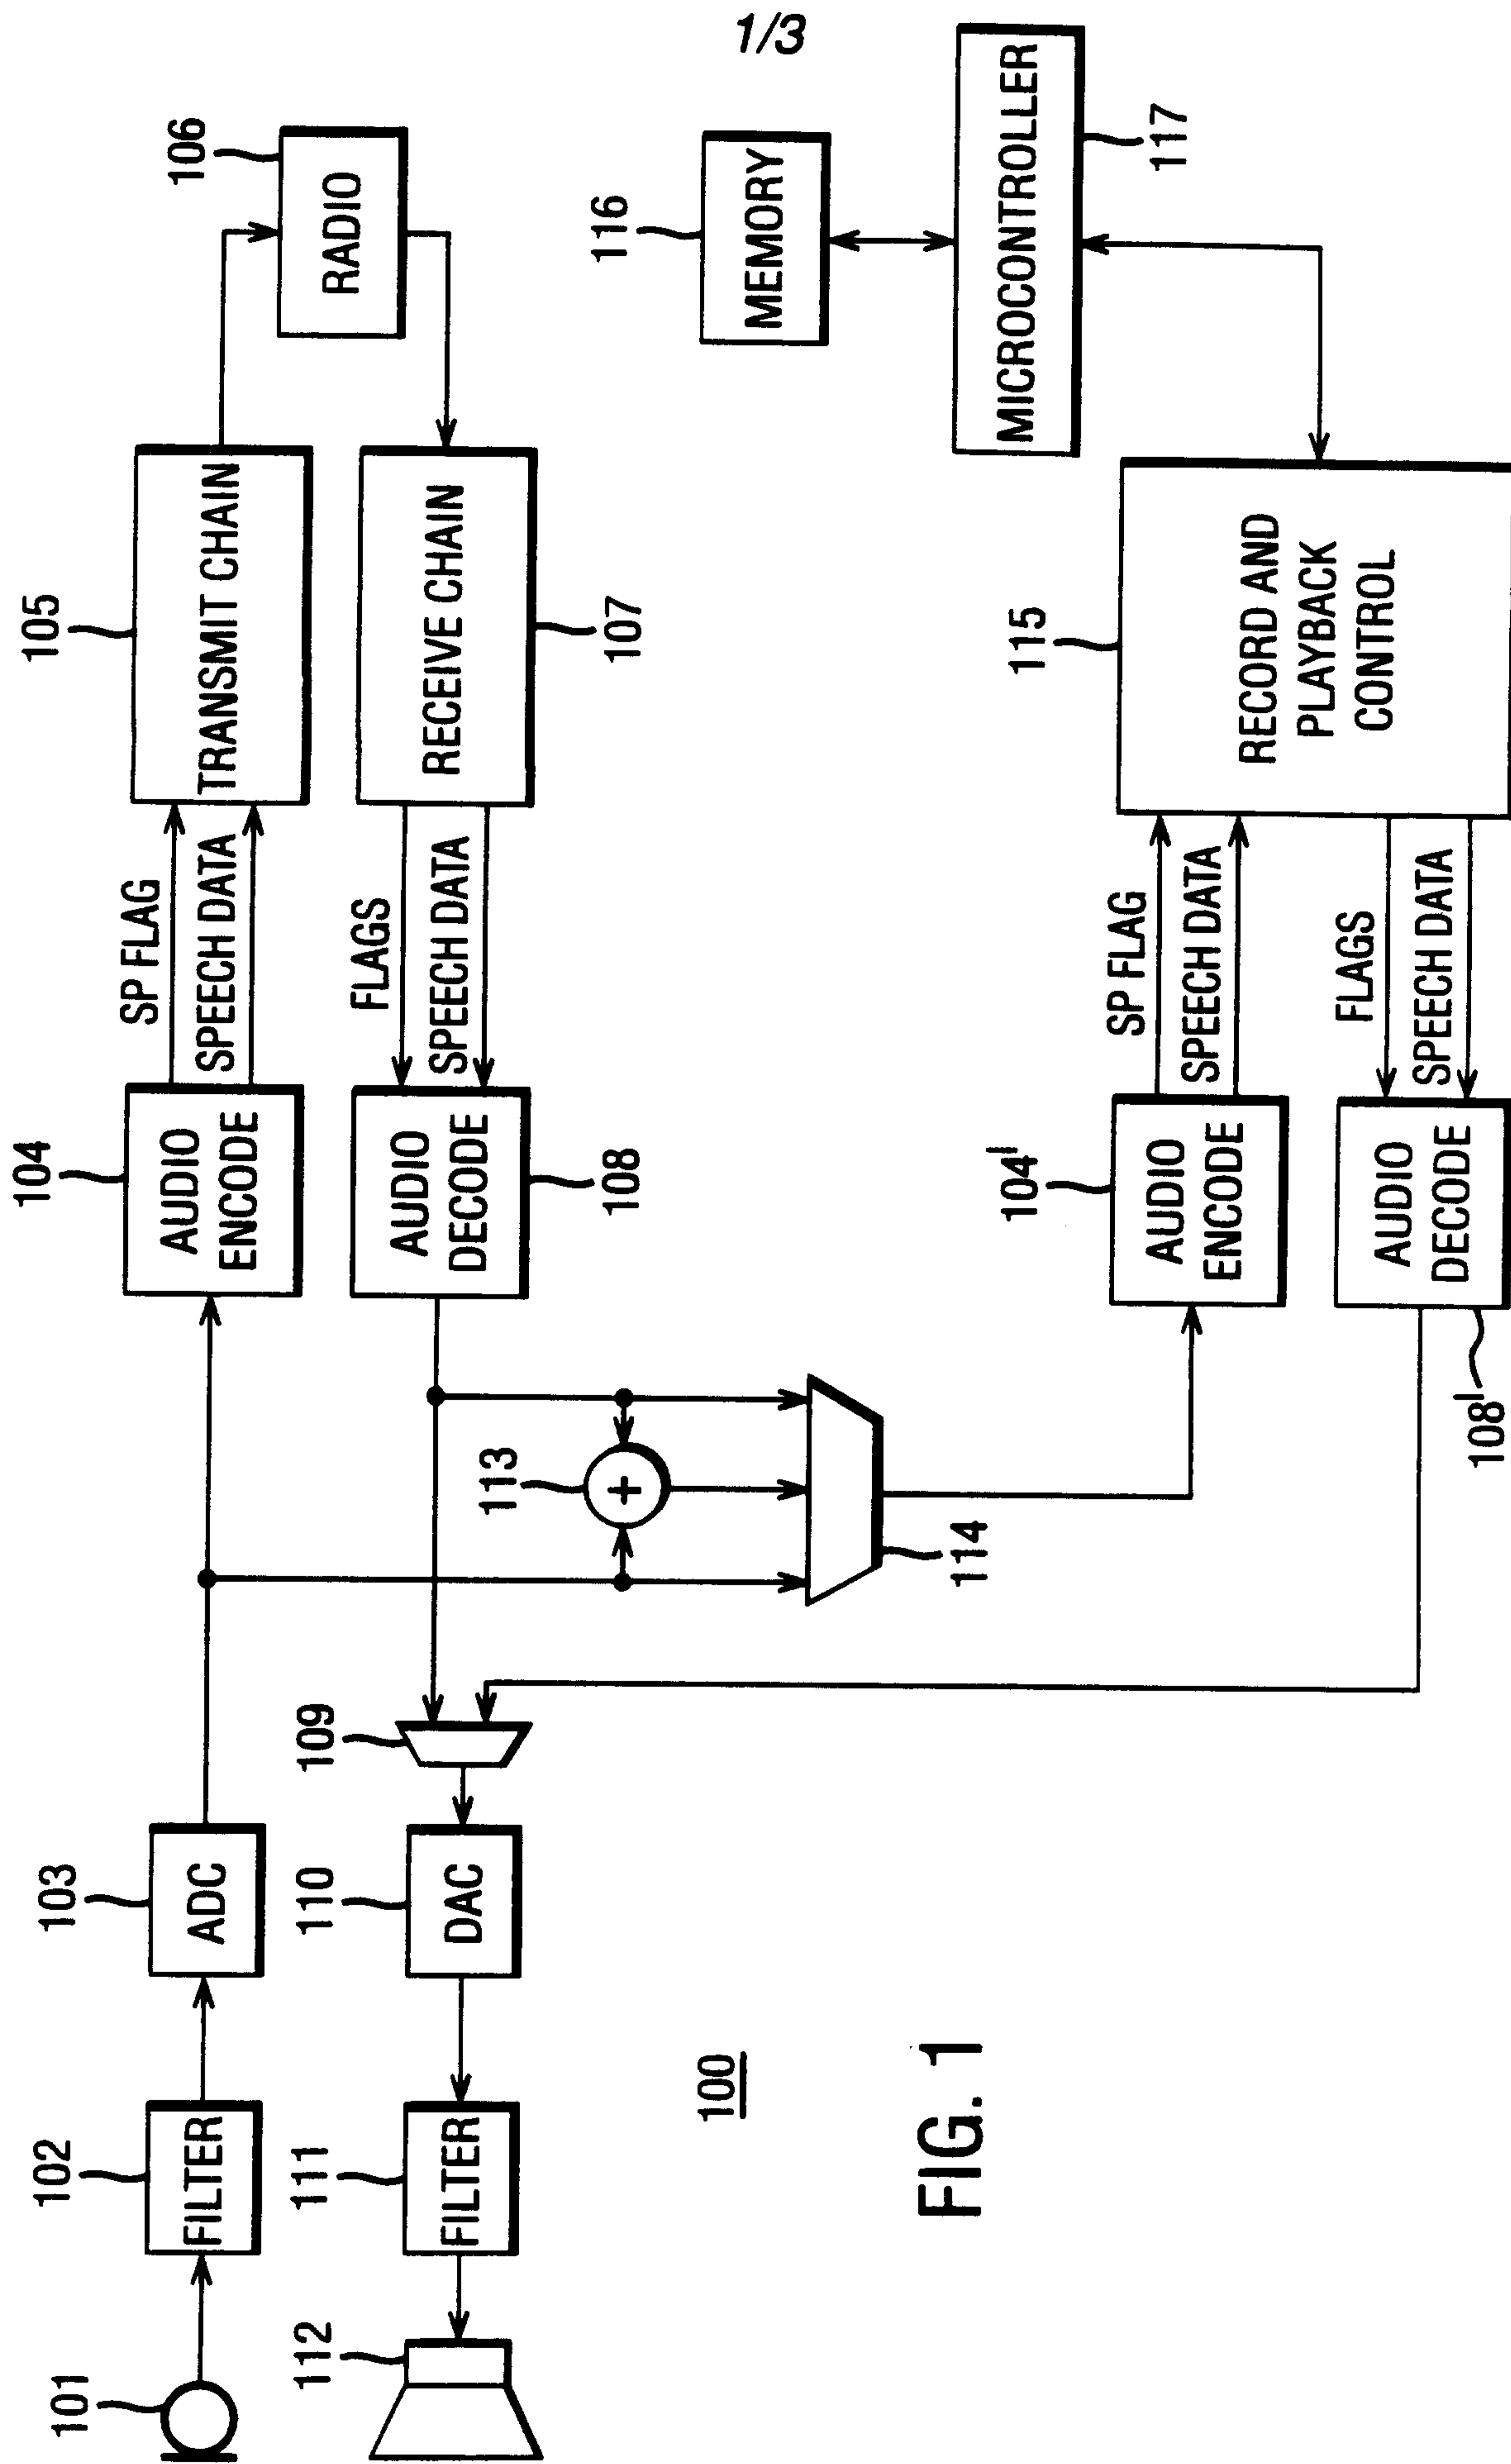 1/3
101
102
FILTER
103
ADC
104
AUDIO
ENCODE
SP FLAG
SPEECH DATA
105
TRANSMIT CHAIN
106
RADIO
112
111
FILTER
110
DAC
109
108
AUDIO
DECODE
FLAGS
SPEECH DATA
107
RECEIVE CHAIN
113
+
114
116
MEMORY
117
MICROCONTROLLER
104'
AUDIO
ENCODE
SP FLAG
SPEECH DATA
115
RECORD AND
PLAYBACK
CONTROL
108'
AUDIO
DECODE
FLAGS
SPEECH DATA
100
FIG. 1